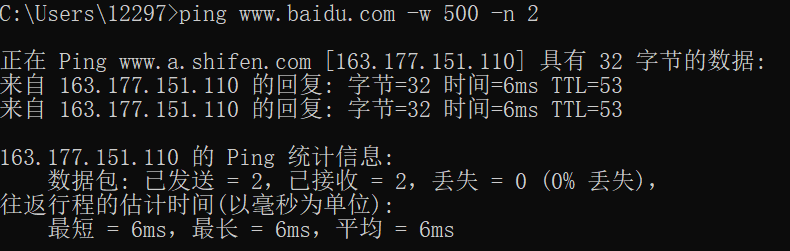 C:\Users\12297>ping www.baidu.com -w 500 -n 2
正在 Ping www.a.shifen.com [163.177.151.110] 具有 32 字节的数据:
来自 163.177.151.110 的回复: 字节=32 时间=6ms TTL=53
来自 163.177.151.110 的回复: 字节=32 时间=6ms TTL=53
163.177.151.110 的 Ping 统计信息:
数据包: 已发送 = 2，已接收 = 2，丢失 = 0 (0% 丢失)，
往返行程的估计时间(以毫秒为单位):
最短 = 6ms，最长 = 6ms，平均 = 6ms